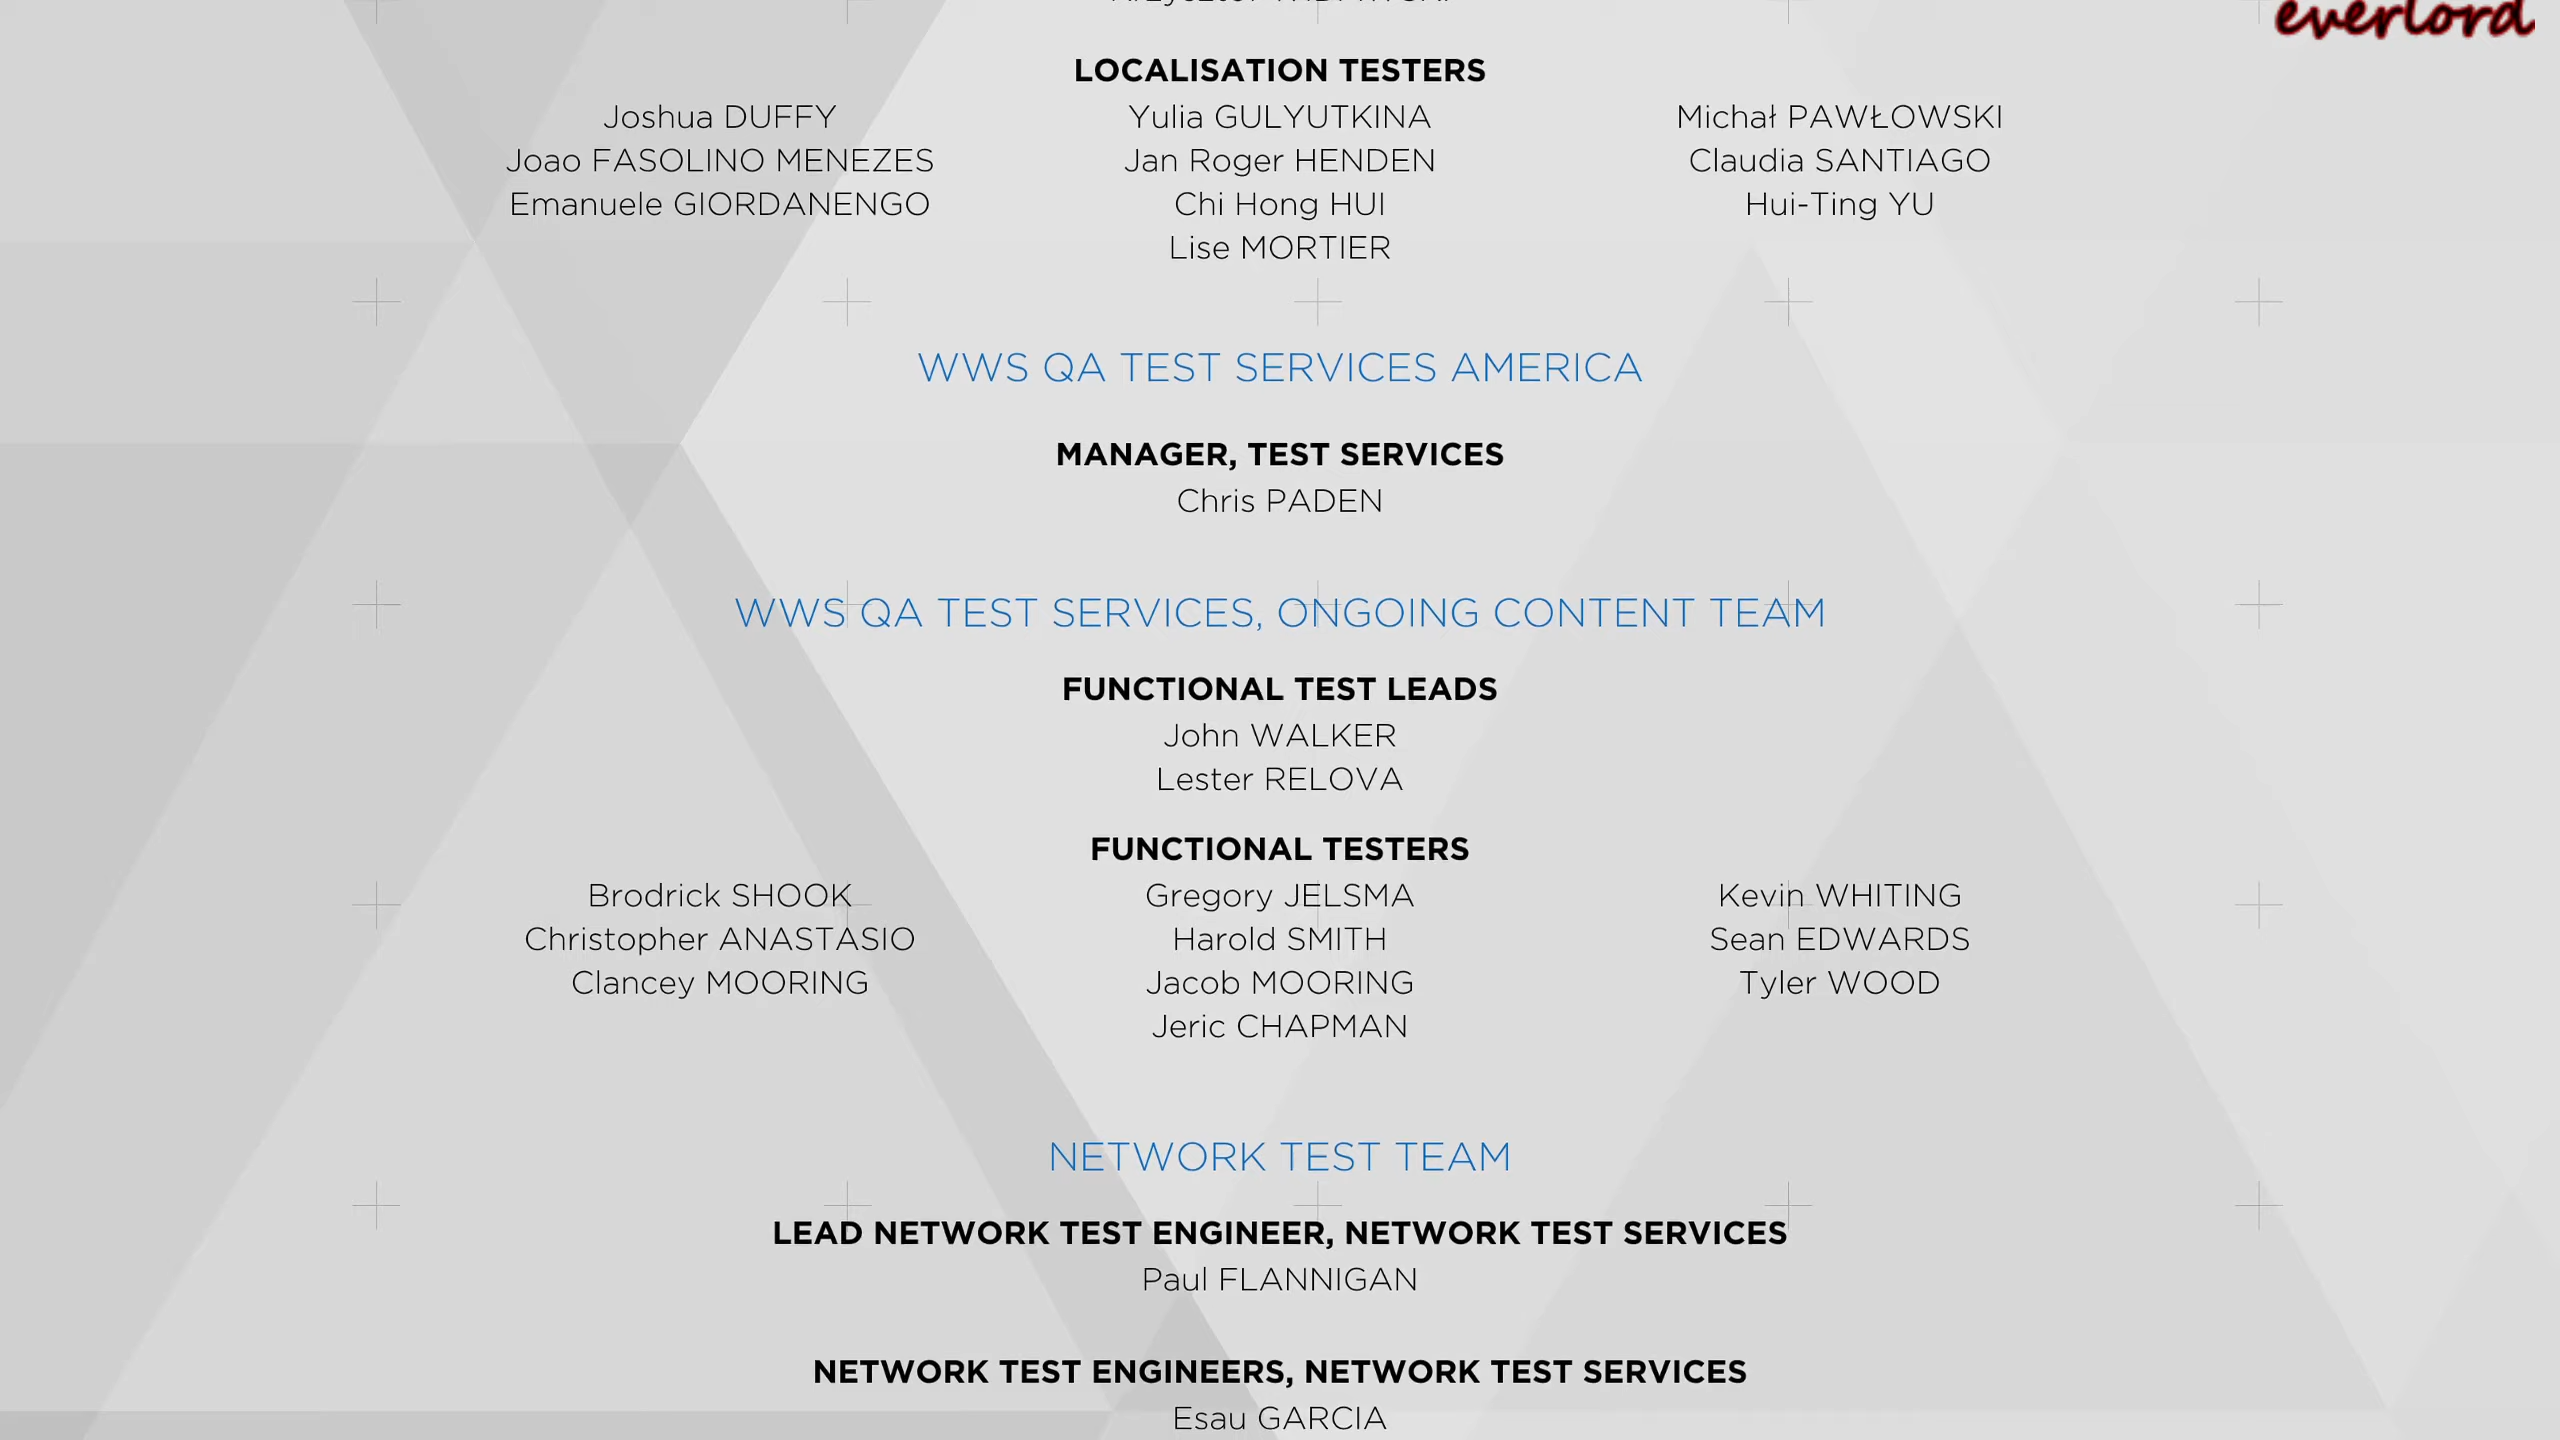 everlord
LOCALISATION TESTERS
Joshua DUFFY
Joao FASOLINO MENEZES
Emanuele GIORDANENGO
Yulia GULYUTKINA
Jan Roger HENDEN
Chi Hong HUI
Lise MORTIER
Michał PAWŁOWSKI
Claudia SANTIAGO
Hui-Ting YU
WWS QA TEST SERVICES AMERICA
MANAGER, TEST SERVICES
Chris PADEN
WWS QA TEST SERVICES, ONGOING CONTENT TEAM
FUNCTIONAL TEST LEADS
John WALKER
Lester RELOVA
FUNCTIONAL TESTERS
Brodrick SHOOK
Christopher ANASTASIO
Clancey MOORING
Gregory JELSMA
Harold SMITH
Jacob MOORING
Jeric CHAPMAN
Kevin WHITING
Sean EDWARDS
Tyler WOOD
NETWORK TEST TEAM
LEAD NETWORK TEST ENGINEER, NETWORK TEST SERVICES
Paul FLANNIGAN
NETWORK TEST ENGINEERS, NETWORK TEST SERVICES
Esau GARCIA